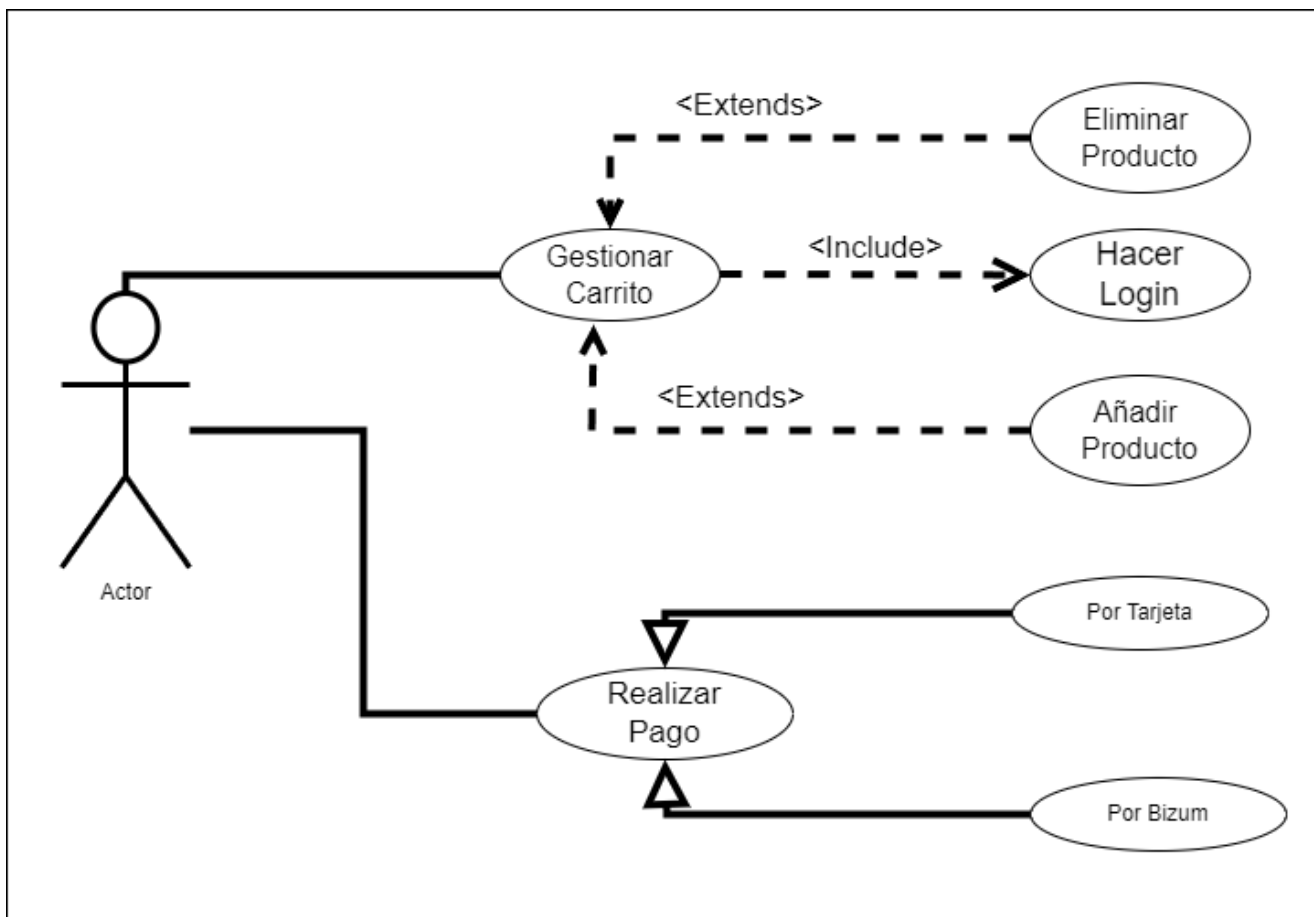 <Extends>
Eliminar
Producto
Gestionar
Carrito
<Include>
Hacer
Login
<Extends>
Añadir
Producto
Actor
Por Tarjeta
Realizar
Pago
Por Bizum